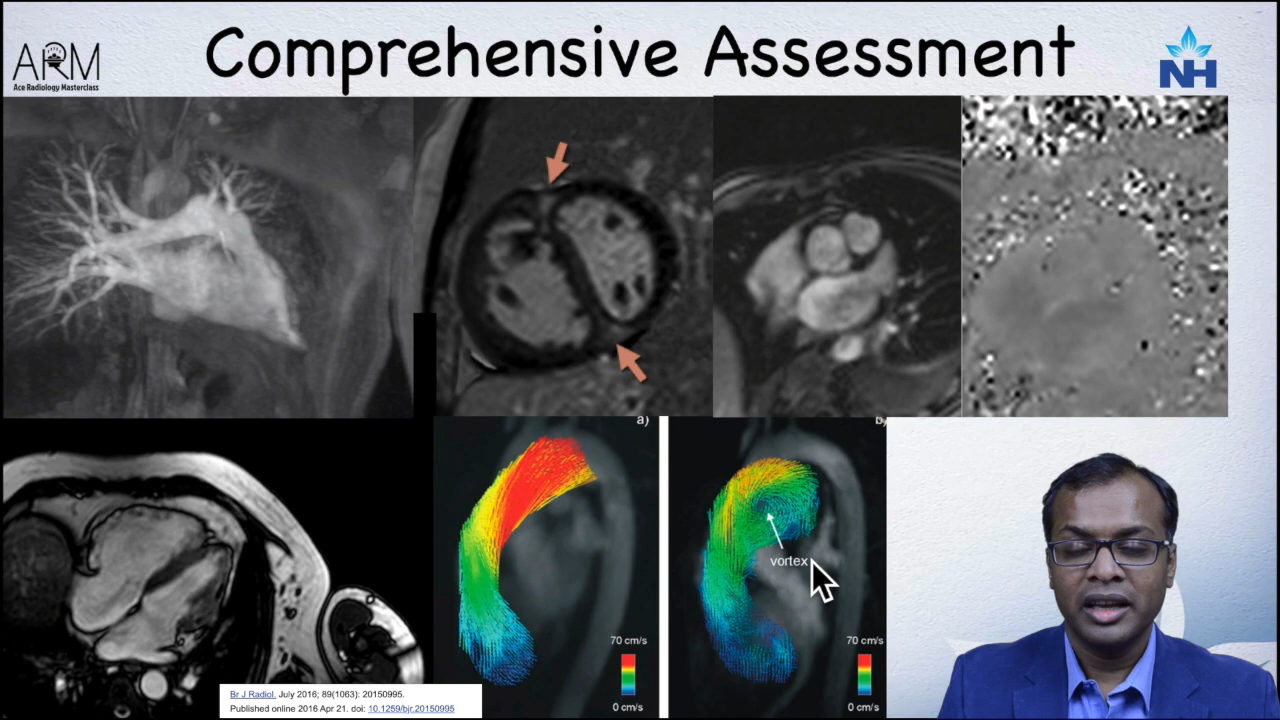 Comprehensive Assessment
ARM
Ace Radiology Masterclass
NH
a)
b)
vortex
70 cm/s
0 cm/s
70 cm/s
0 cm/s
Br J Radiol. July 2016; 89(1063): 20150995.
Published online 2016 Apr 21. doi: 10.1259/bjr.20150995